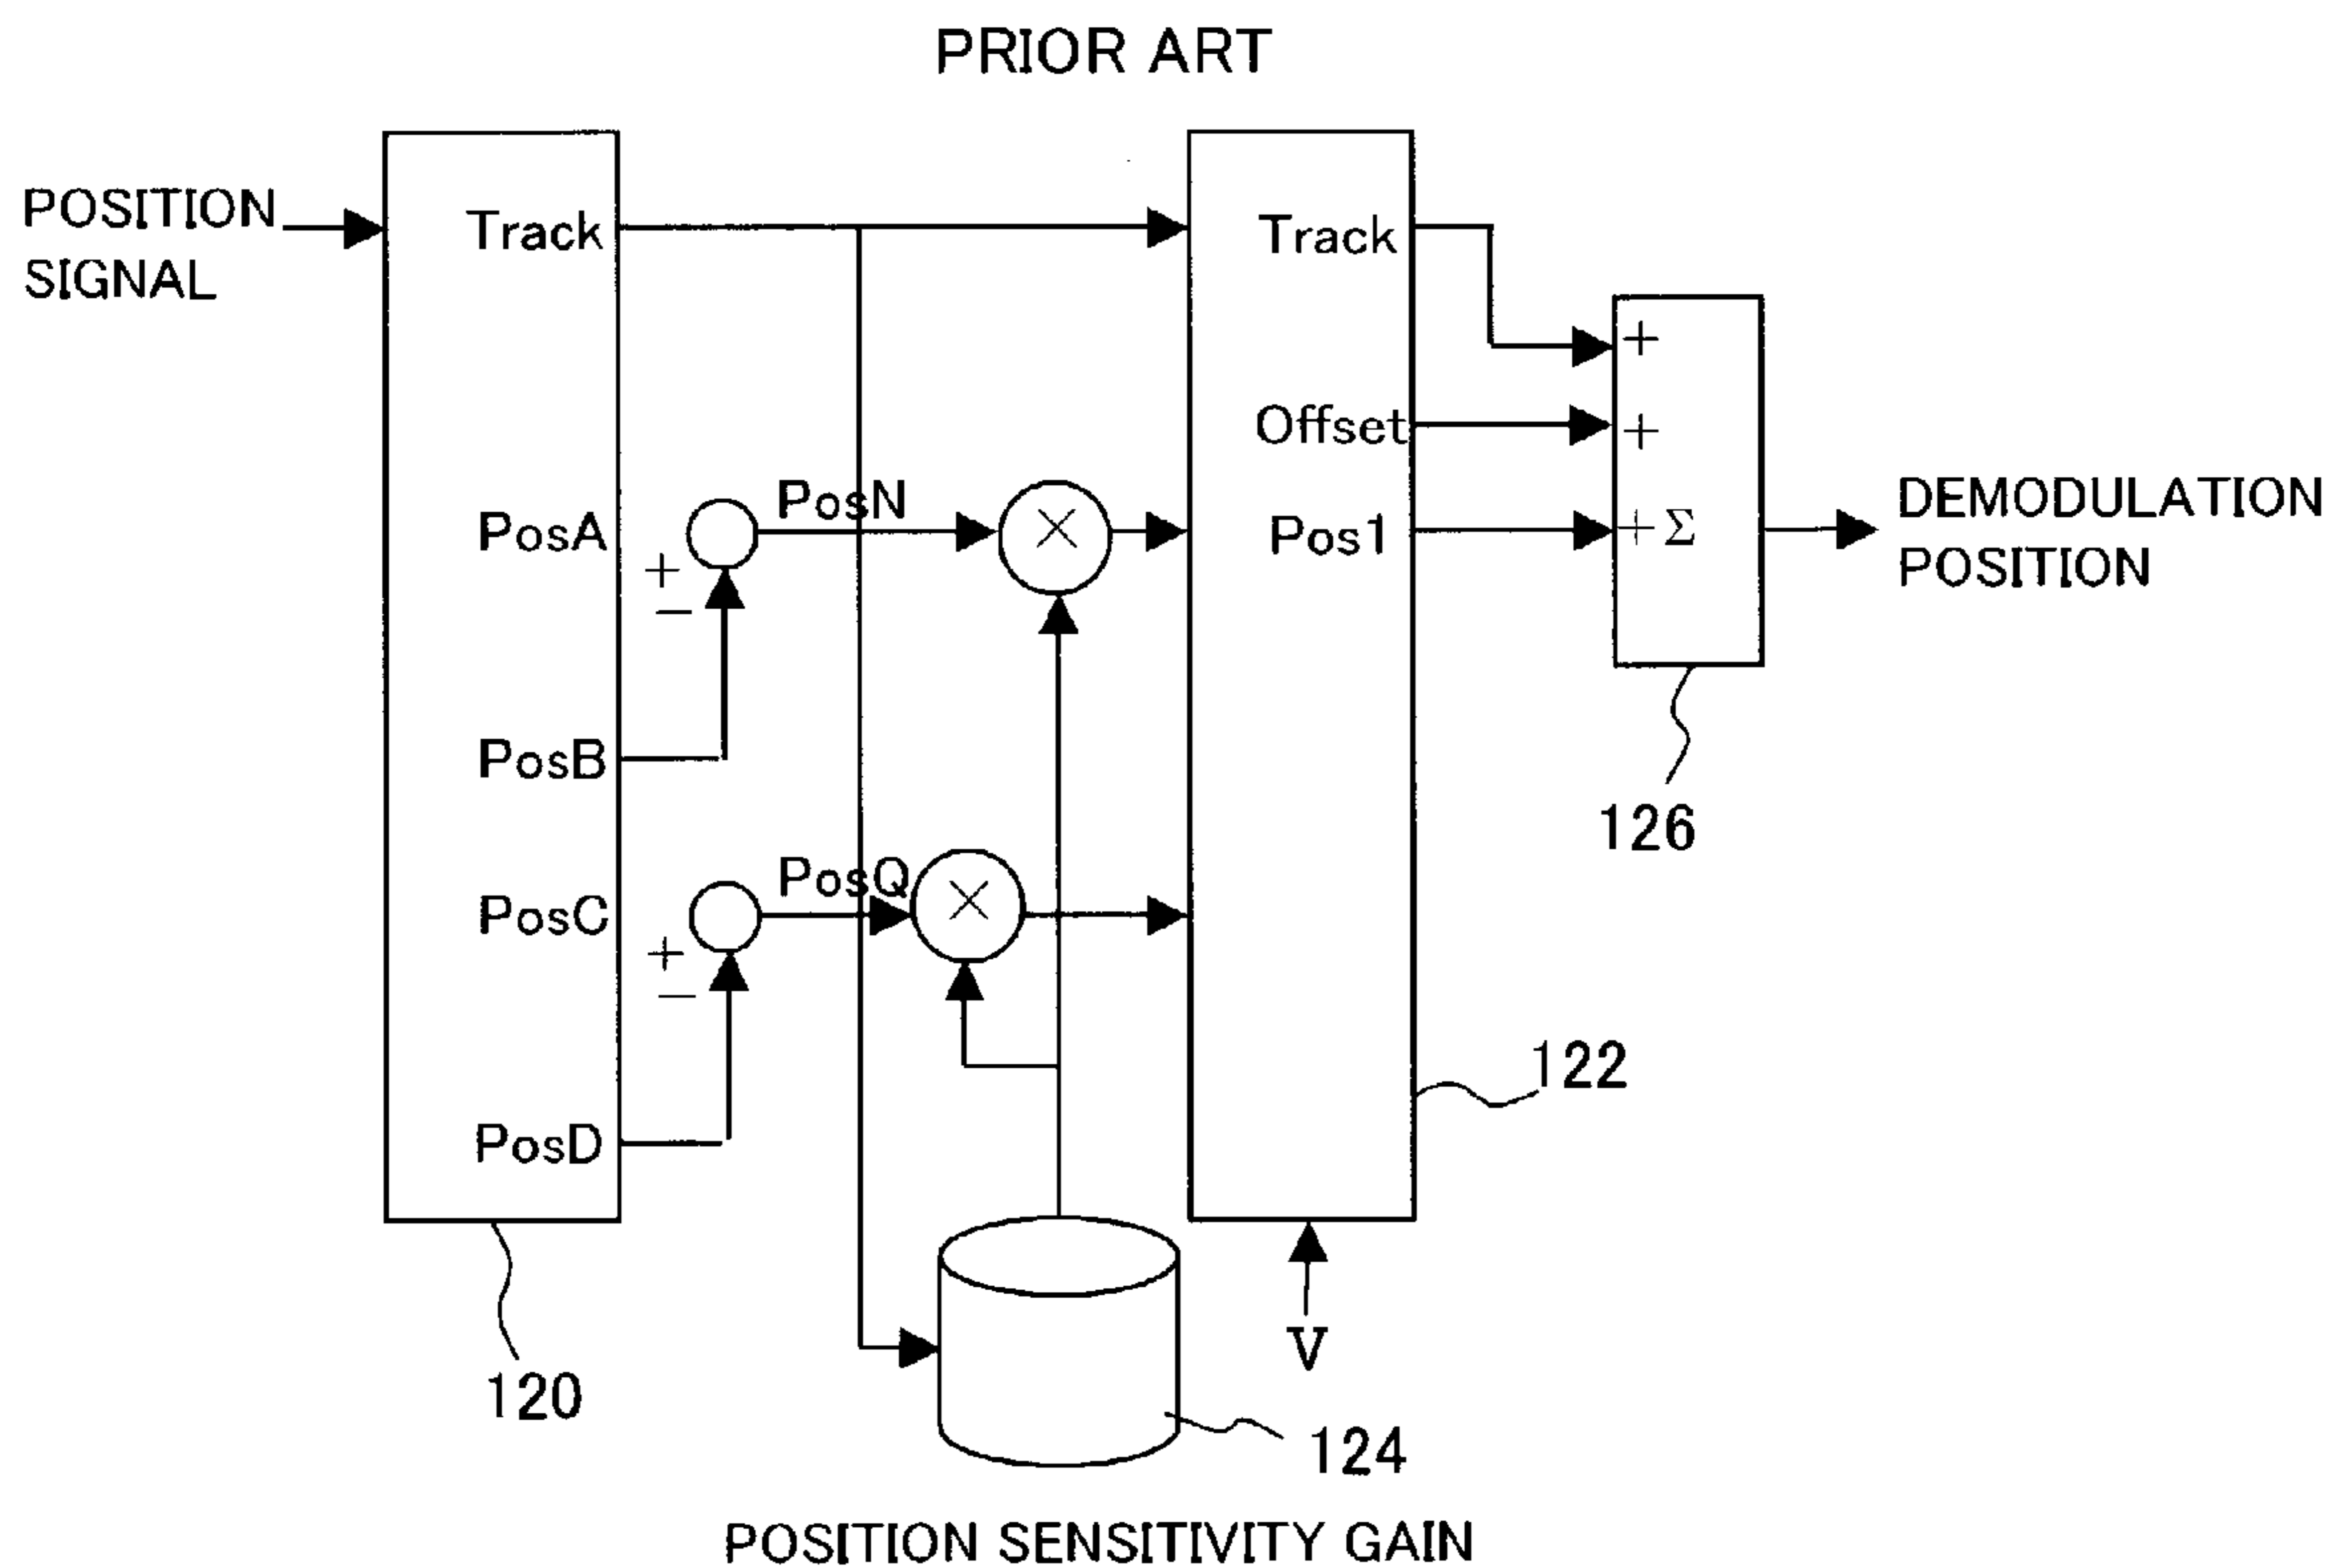 PRIOR ART
POSITION
SIGNAL
Track
PosA
PosB
PosC
PosD
+
−
+
−
PosN
PosQ
×
×
Track
Offset
Pos1
+
+
+ Σ
DEMODULATION
POSITION
126
122
V
120
124
POSITION SENSITIVITY GAIN